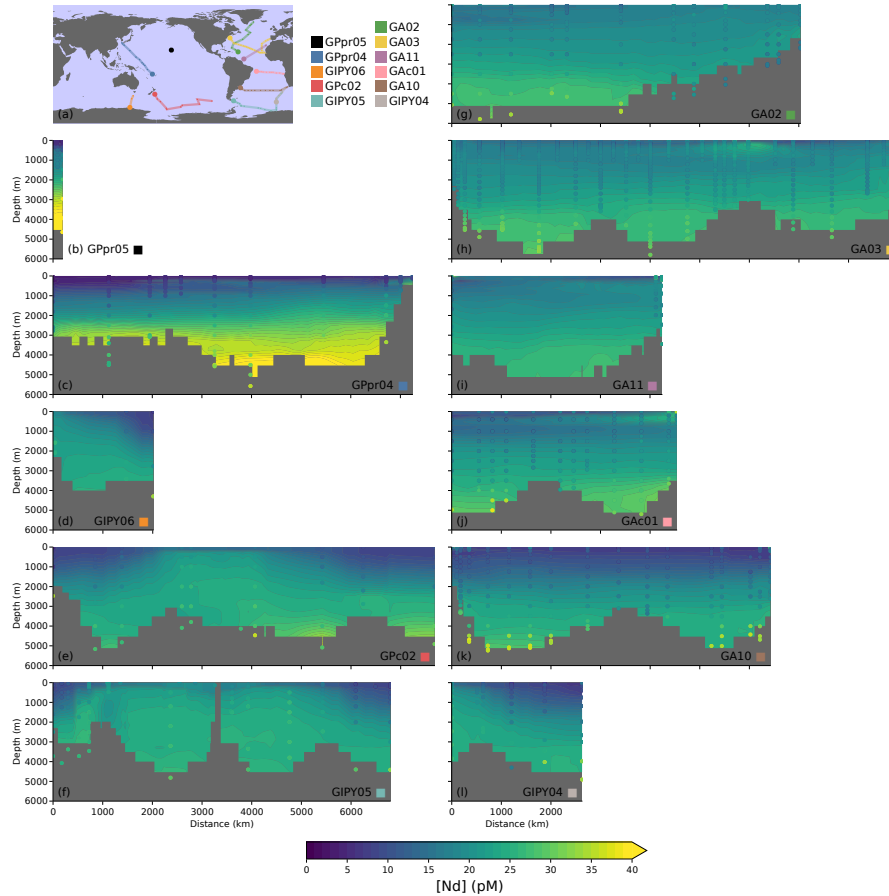 (a)
GPpr05
GPpr04
GIPY06
GPc02
GIPY05
GA02
GA03
GA11
GAc01
GA10
GIPY04
(g)
GA02
0
1000
2000
3000
4000
5000
6000
Depth (m)
(b) GPpr05
(h)
GA03
0
1000
2000
3000
4000
5000
6000
Depth (m)
(c)
GPpr04
(i)
GA11
0
1000
2000
3000
4000
5000
6000
Depth (m)
(d)
GIPY06
(j)
GAc01
0
1000
2000
3000
4000
5000
6000
Depth (m)
(e)
GPc02
(k)
GA10
0
1000
2000
3000
4000
5000
6000
Depth (m)
(f)
GIPY05
0 1000 2000 3000 4000 5000 6000
Distance (km)
(l)
GIPY04
0 1000 2000
Distance (km)
0 5 10 15 20 25 30 35 40
[Nd] (pM)